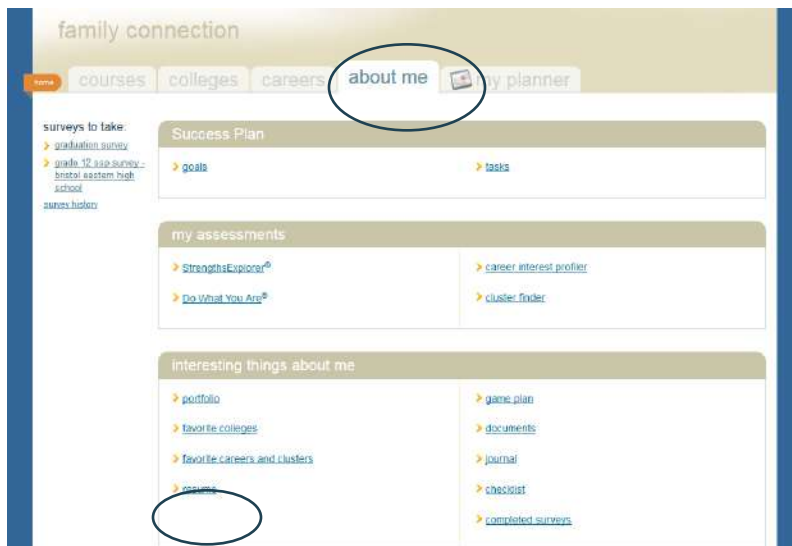 family connection
home
courses
colleges
careers
about me
my planner
surveys to take:
graduation survey
grade 12 ssp survey -
bristol eastern high
school
survey history
Success Plan
goals
tasks
my assessments
StrengthsExplorer®
career interest profiler
Do What You Are®
cluster finder
interesting things about me
portfolio
game plan
favorite colleges
documents
favorite careers and clusters
journal
resume
checklist
completed surveys